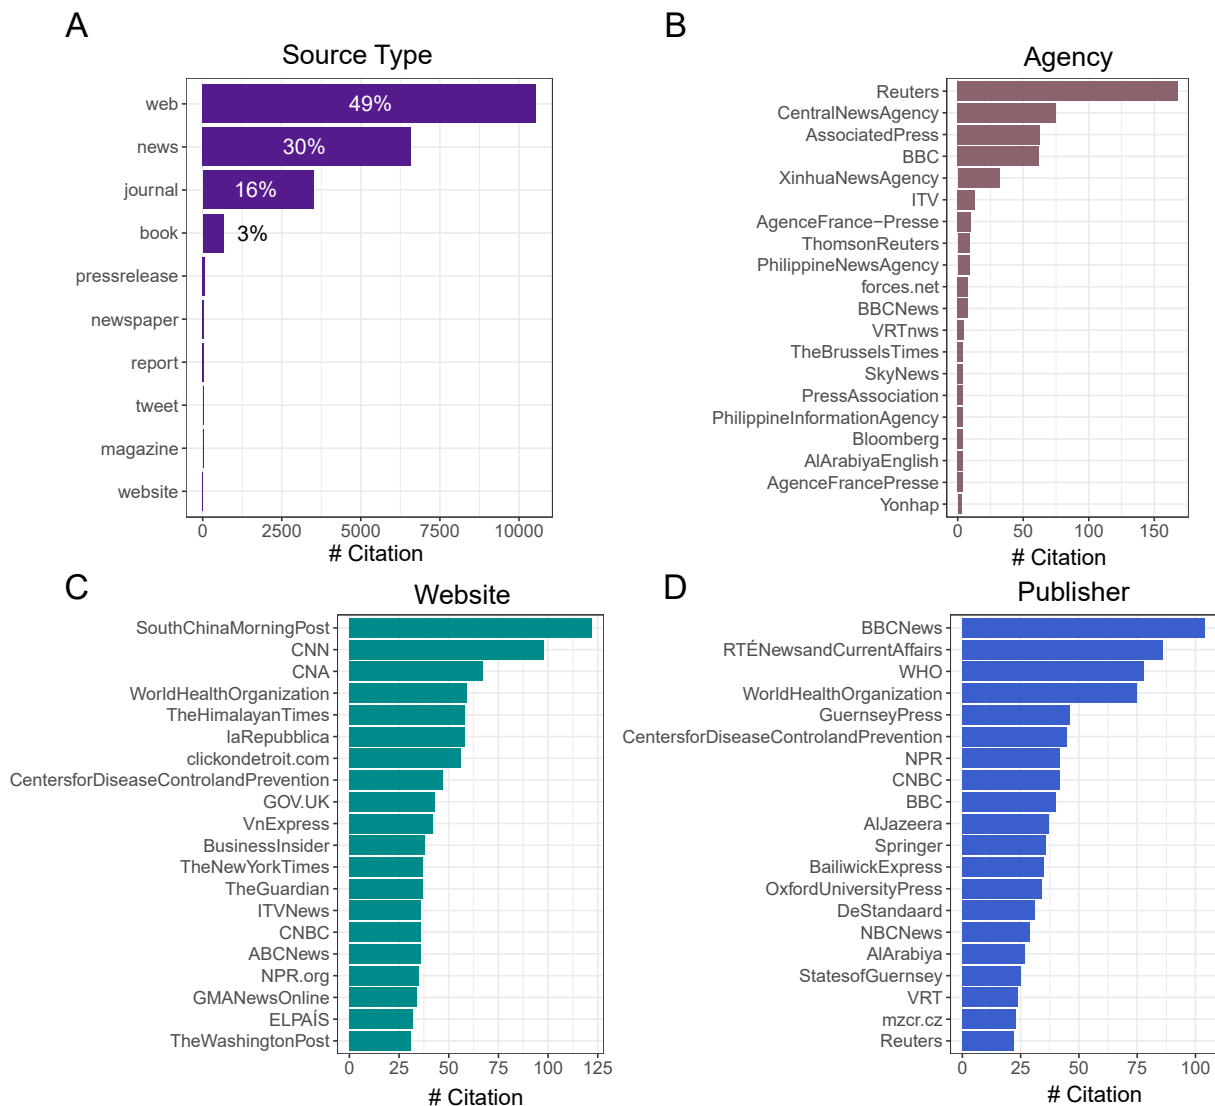 A
Source Type
web
49%
news
30%
journal
16%
book
3%
pressrelease
newspaper
report
tweet
magazine
website
0 2500 5000 7500 10000
# Citation
B
Agency
Reuters
CentralNewsAgency
AssociatedPress
BBC
XinhuaNewsAgency
ITV
AgenceFrance−Presse
ThomsonReuters
PhilippineNewsAgency
forces.net
BBCNews
VRTnws
TheBrusselsTimes
SkyNews
PressAssociation
PhilippineInformationAgency
Bloomberg
AlArabiyaEnglish
AgenceFrancePresse
Yonhap
0 50 100 150
# Citation
C
Website
SouthChinaMorningPost
CNN
CNA
WorldHealthOrganization
TheHimalayanTimes
laRepubblica
clickondetroit.com
CentersforDiseaseControlandPrevention
GOV.UK
VnExpress
BusinessInsider
TheNewYorkTimes
TheGuardian
ITVNews
CNBC
ABCNews
NPR.org
GMANewsOnline
ELPAÍS
TheWashingtonPost
0 25 50 75 100 125
# Citation
D
Publisher
BBCNews
RTÉNewsandCurrentAffairs
WHO
WorldHealthOrganization
GuernseyPress
CentersforDiseaseControlandPrevention
NPR
CNBC
BBC
AlJazeera
Springer
BailiwickExpress
OxfordUniversityPress
DeStandaard
NBCNews
AlArabiya
StatesofGuernsey
VRT
mzcr.cz
Reuters
0 25 50 75 100
# Citation